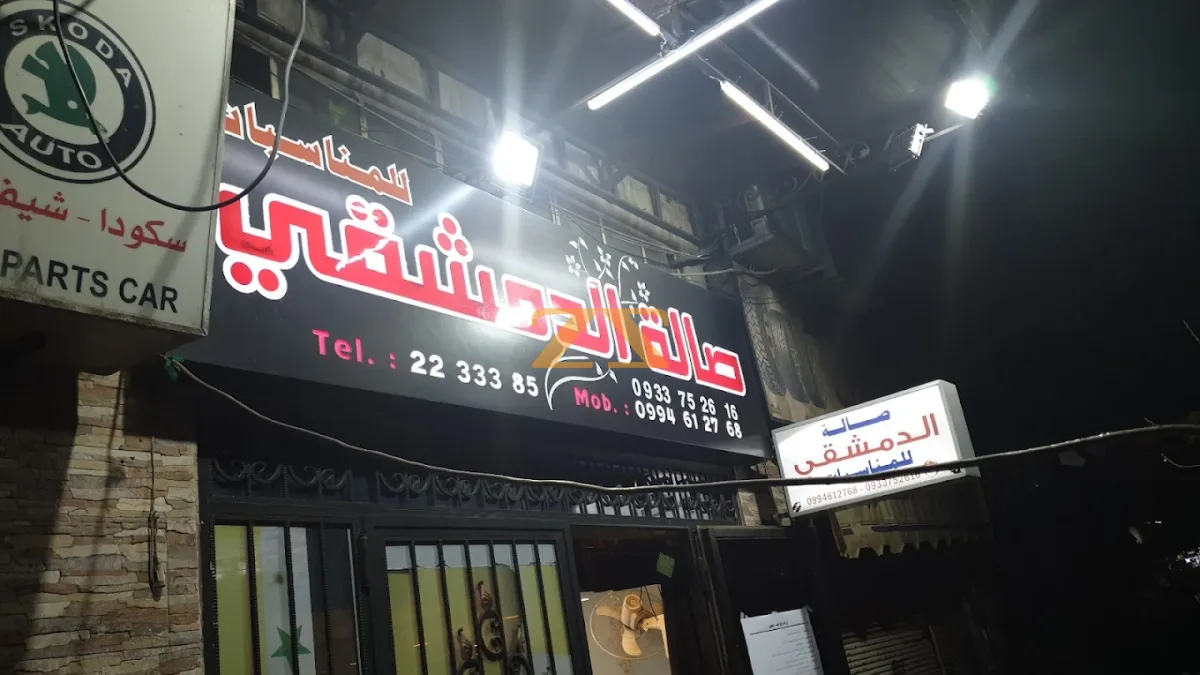 SKODA
AUTO
سكودا - شيف
PARTS CAR
للمناسبات
صالة الدمشقي
Tel. : 22 333 85
Mob. : 0933 75 26 16
0994 61 27 68
صالة
الدمشقي
للمناسبات
0994612768 - 0933752616